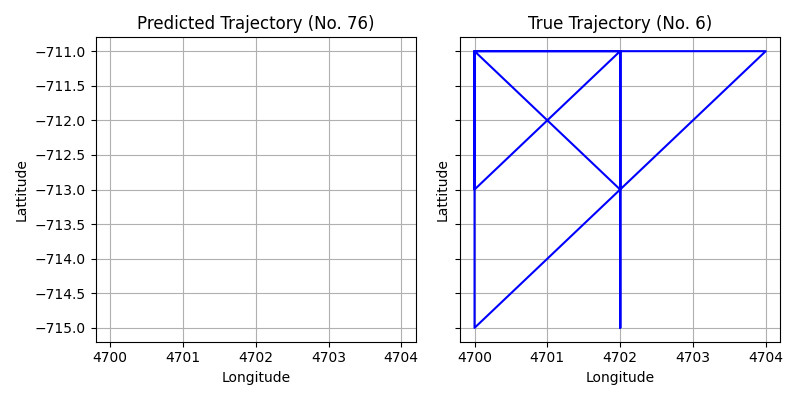 Predicted Trajectory (No. 76)
True Trajectory (No. 6)
−711.0
−711.5
−712.0
−712.5
−713.0
−713.5
−714.0
−714.5
−715.0
Lattitude
Lattitude
4700 4701 4702 4703 4704
4700 4701 4702 4703 4704
Longitude
Longitude